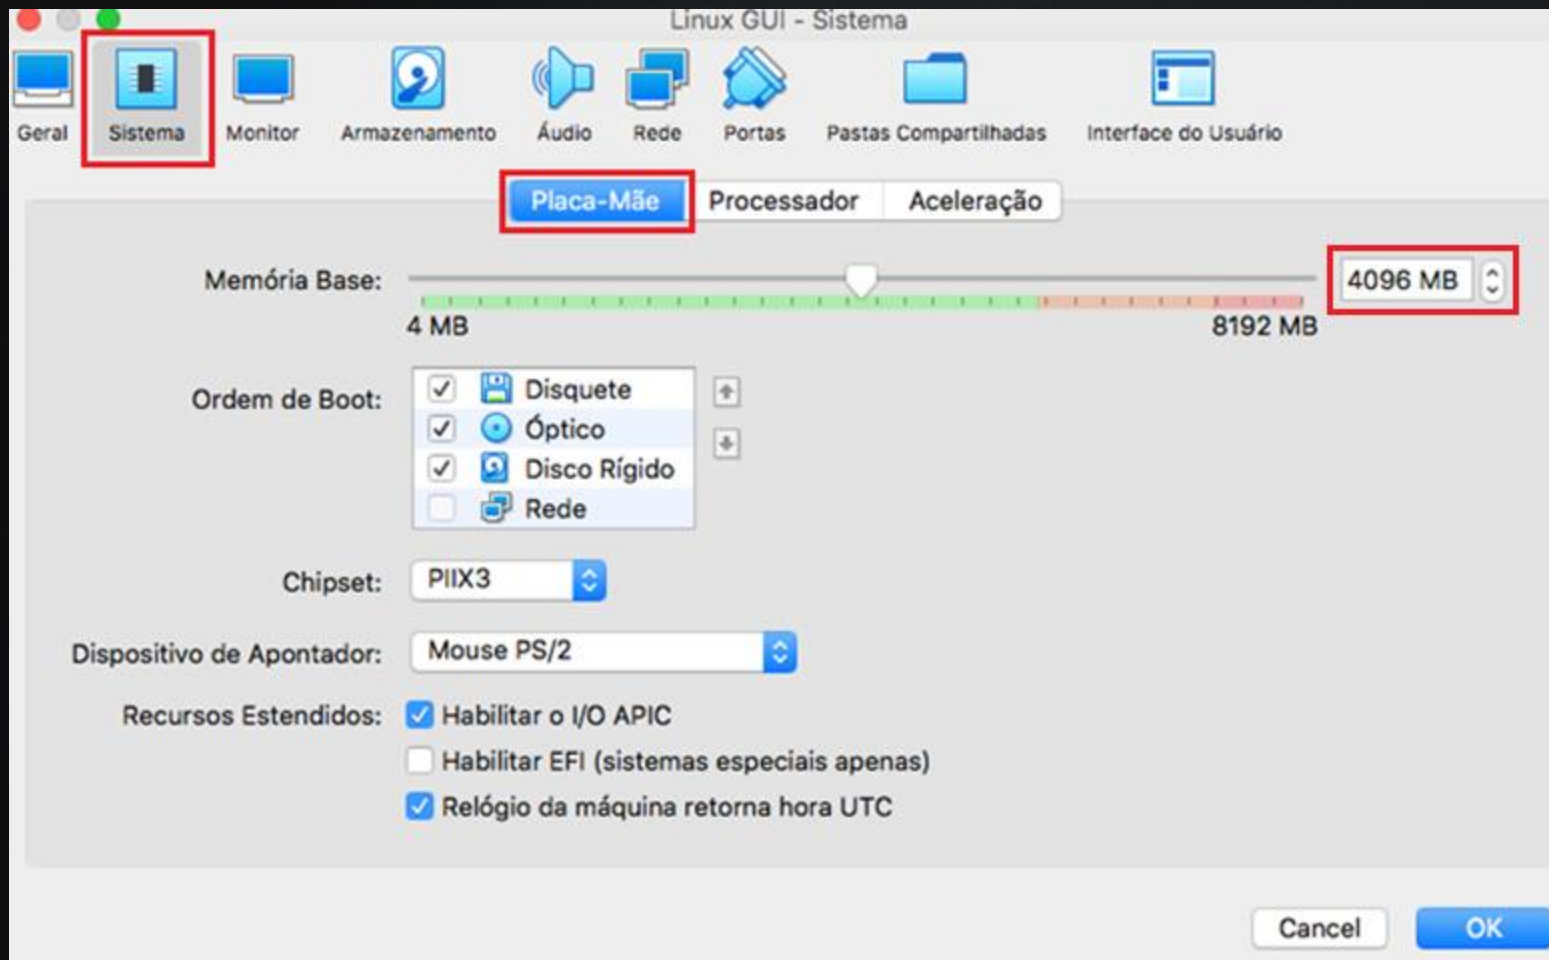 Linux GUI - Sistema
Geral
Sistema
Monitor
Armazenamento
Áudio
Rede
Portas
Pastas Compartilhadas
Interface do Usuário
Placa-Mãe
Processador
Aceleração
Memória Base:
4096 MB
4 MB
8192 MB
Ordem de Boot:
Disquete
Óptico
Disco Rígido
Rede
Chipset:
PIIX3
Dispositivo de Apontador:
Mouse PS/2
Recursos Estendidos:
Habilitar o I/O APIC
Habilitar EFI (sistemas especiais apenas)
Relógio da máquina retorna hora UTC
Cancel
OK